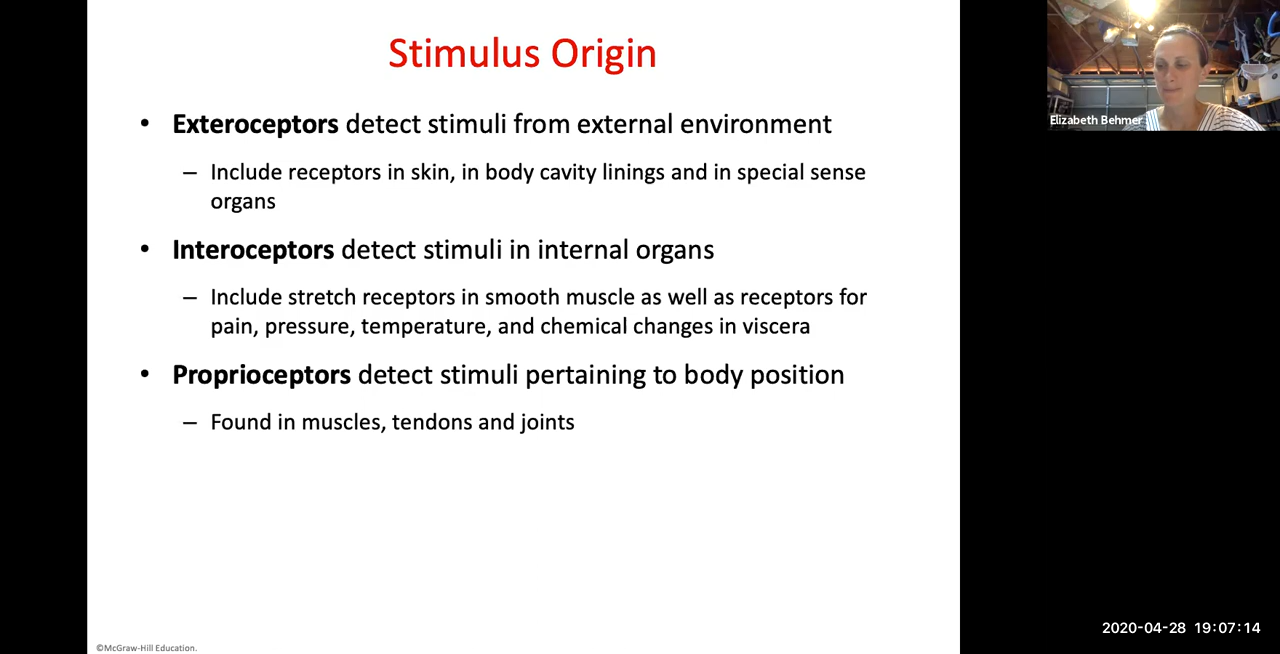 Stimulus Origin
• Exteroceptors detect stimuli from external environment
– Include receptors in skin, in body cavity linings and in special sense
organs
• Interoceptors detect stimuli in internal organs
– Include stretch receptors in smooth muscle as well as receptors for
pain, pressure, temperature, and chemical changes in viscera
• Proprioceptors detect stimuli pertaining to body position
– Found in muscles, tendons and joints
©McGraw-Hill Education.
Elizabeth Behmer
2020-04-28 19:07:14